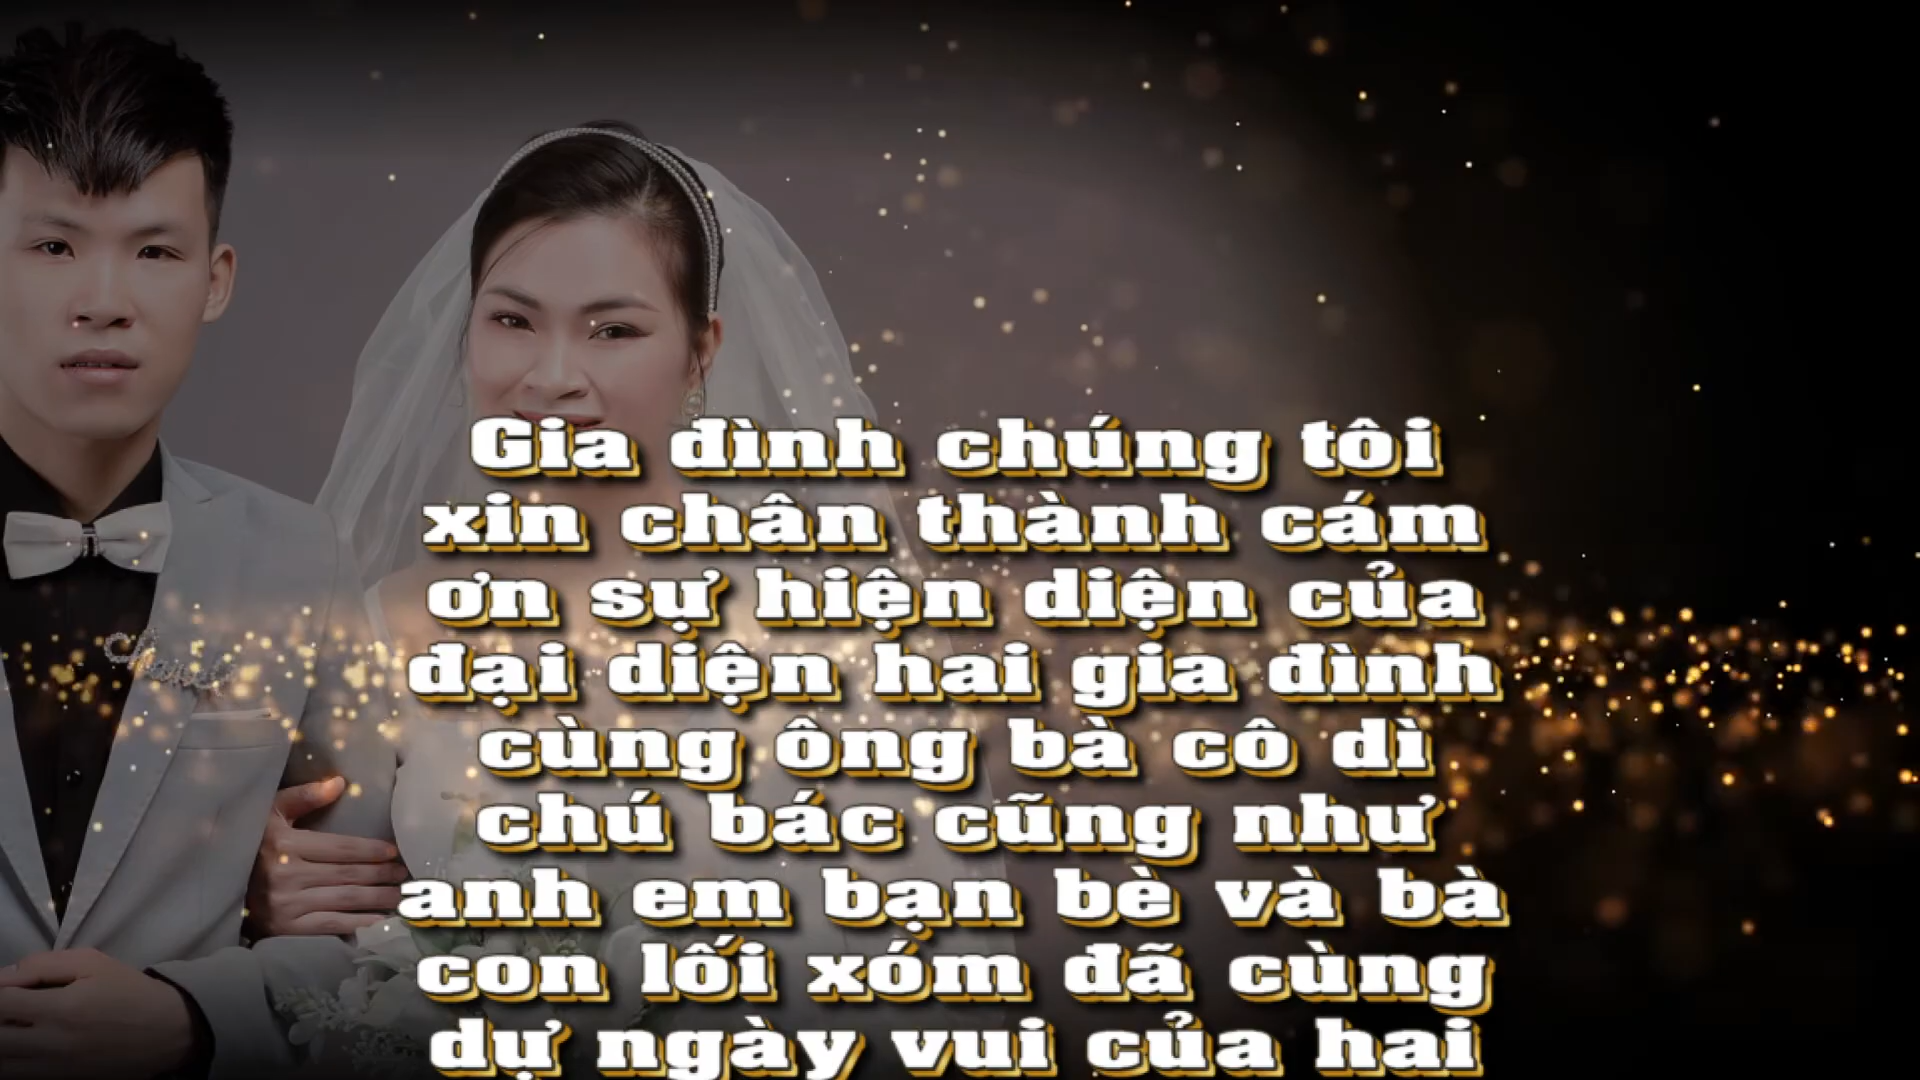 Gia đình chúng tôi
xin chân thành cám
ơn sự hiện diện của
đại diện hai gia đình
cùng ông bà cô dì
chú bác cũng như
anh em bạn bè và bà
con lối xóm đã cùng
dự ngày vui của hai